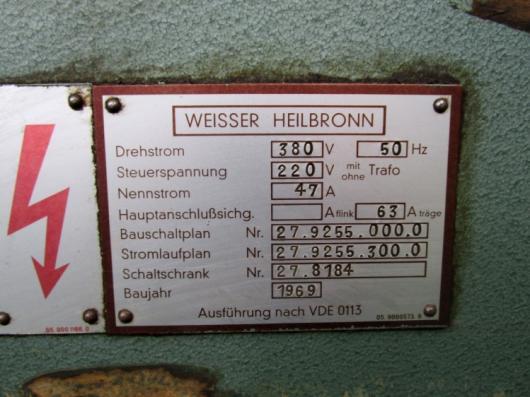 WEISSER HEILBRONN
Drehstrom 380 V 50 Hz
Steuerspannung 220 V mit ohne Trafo
Nennstrom 47 A
Hauptanschlußsichg. A flink 63 A träge
Bauschaltplan Nr. 27.9255.000.0
Stromlaufplan Nr. 27.9255.300.0
Schaltschrank Nr. 27.8184
Baujahr 1969
Ausführung nach VDE 0113